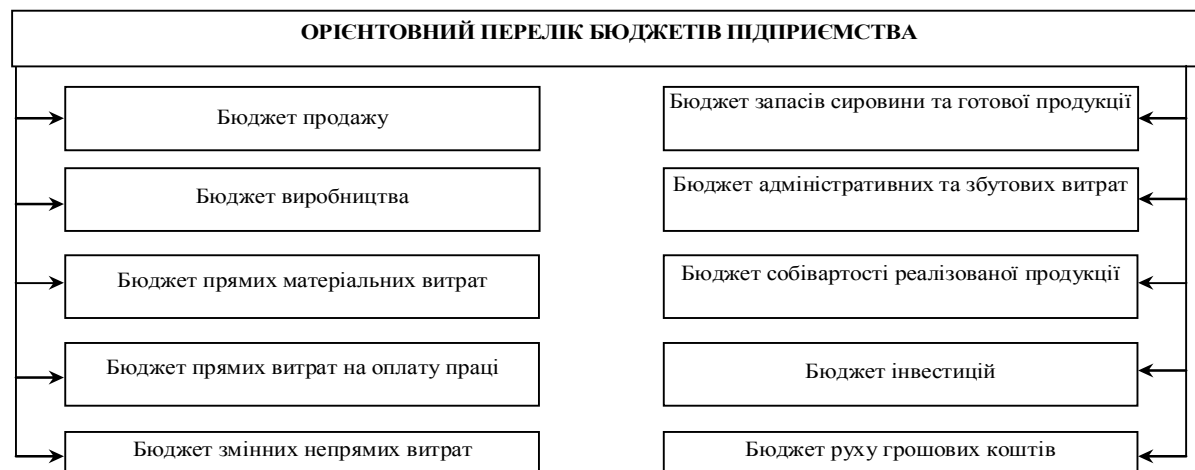 ОРІЄНТОВНИЙ ПЕРЕЛІК БЮДЖЕТІВ ПІДПРИЄМСТВА
Бюджет продажу
Бюджет виробництва
Бюджет прямих матеріальних витрат
Бюджет прямих витрат на оплату праці
Бюджет змінних непрямих витрат
Бюджет запасів сировини та готової продукції
Бюджет адміністративних та збутових витрат
Бюджет собівартості реалізованої продукції
Бюджет інвестицій
Бюджет руху грошових коштів